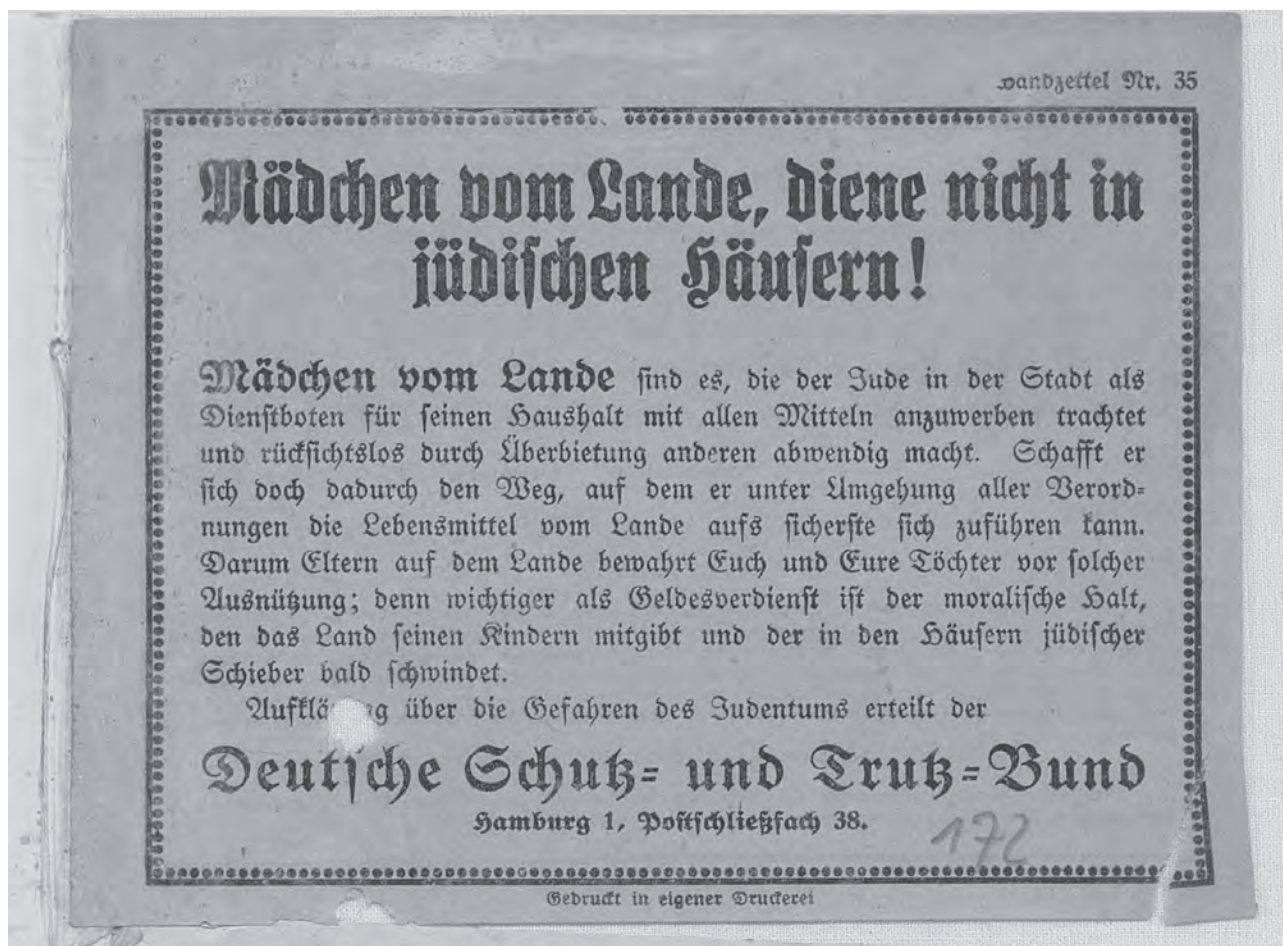 Nr. 35
Mädchen vom Lande, diene nicht in
jüdischen Häusern!
Mädchen vom Lande sind es, die der Jude in der Stadt als
Dienstboten für seinen Haushalt mit allen Mitteln anzuwerben trachtet
und rücksichtslos durch Überbietung anderen abwendig macht. Schafft er
sich doch dadurch den Weg, auf dem er unter Umgehung aller Verord-
nungen die Lebensmittel vom Lande aufs sicherste sich zuführen kann.
Darum Eltern auf dem Lande bewahrt Euch und Eure Töchter vor solcher
Ausnützung; denn wichtiger als Geldesverdienst ist der moralische Halt,
den das Land seinen Kindern mitgibt und der in den Häusern jüdischer
Schieber bald schwindet.
über die Gefahren des Judentums erteilt der
Deutsche Schutz- und Trutz-Bund
Hamburg 1, Postschließfach 38.
172
Gedruckt in eigener Druckerei